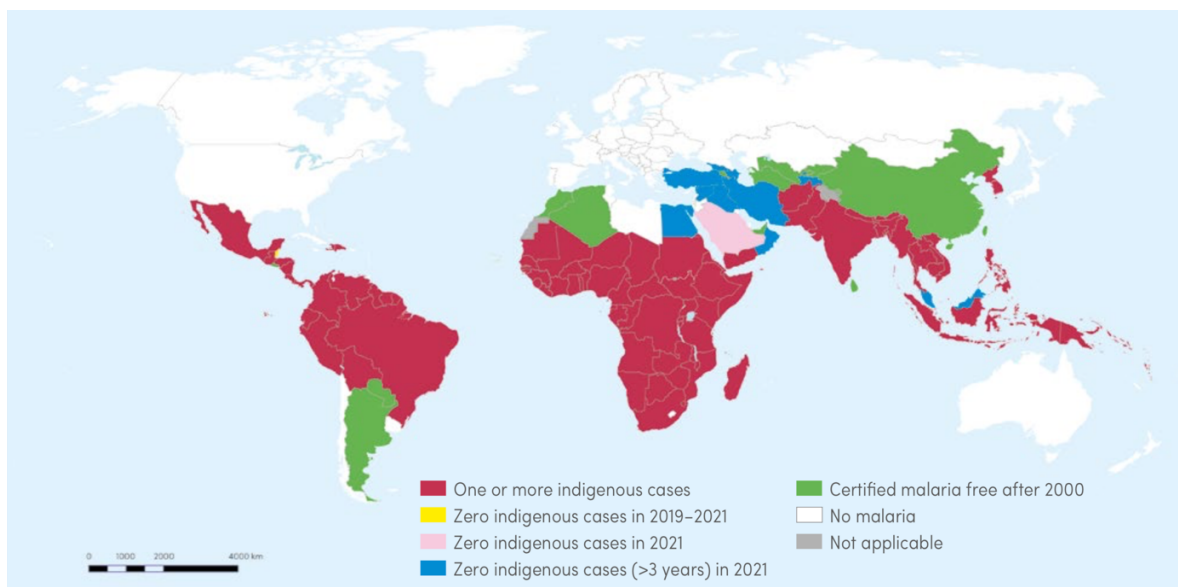 One or more indigenous cases
Zero indigenous cases in 2019–2021
Zero indigenous cases in 2021
Zero indigenous cases (>3 years) in 2021
Certified malaria free after 2000
No malaria
Not applicable
0 1000 2000 4000 km